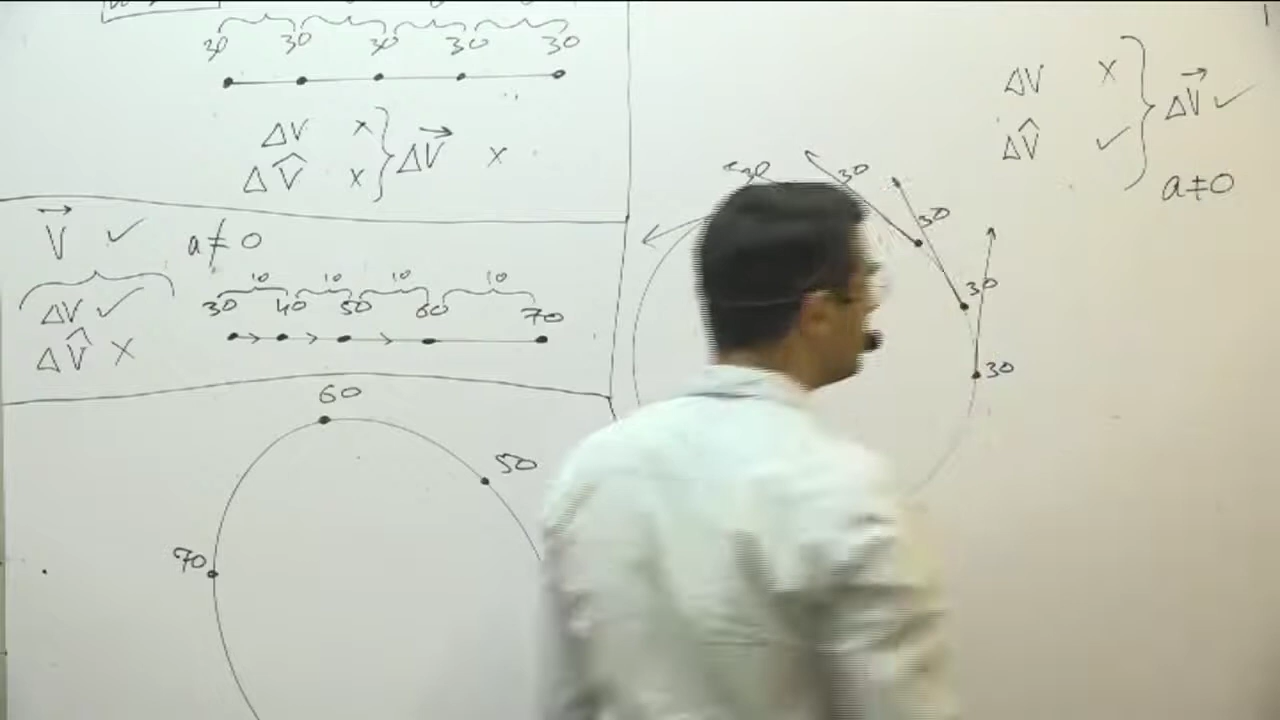 30 30 30 30 30
ΔV x
ΔV̂ x
ΔV⃗ x
V⃗ ✓ a ≠ 0
ΔV ✓
ΔV̂ X
10 10 10 10
30 40 50 60 70
60
50
70
30
30
30
30
30
ΔV x
ΔV̂ ✓
ΔV⃗ ✓
a ≠ 0